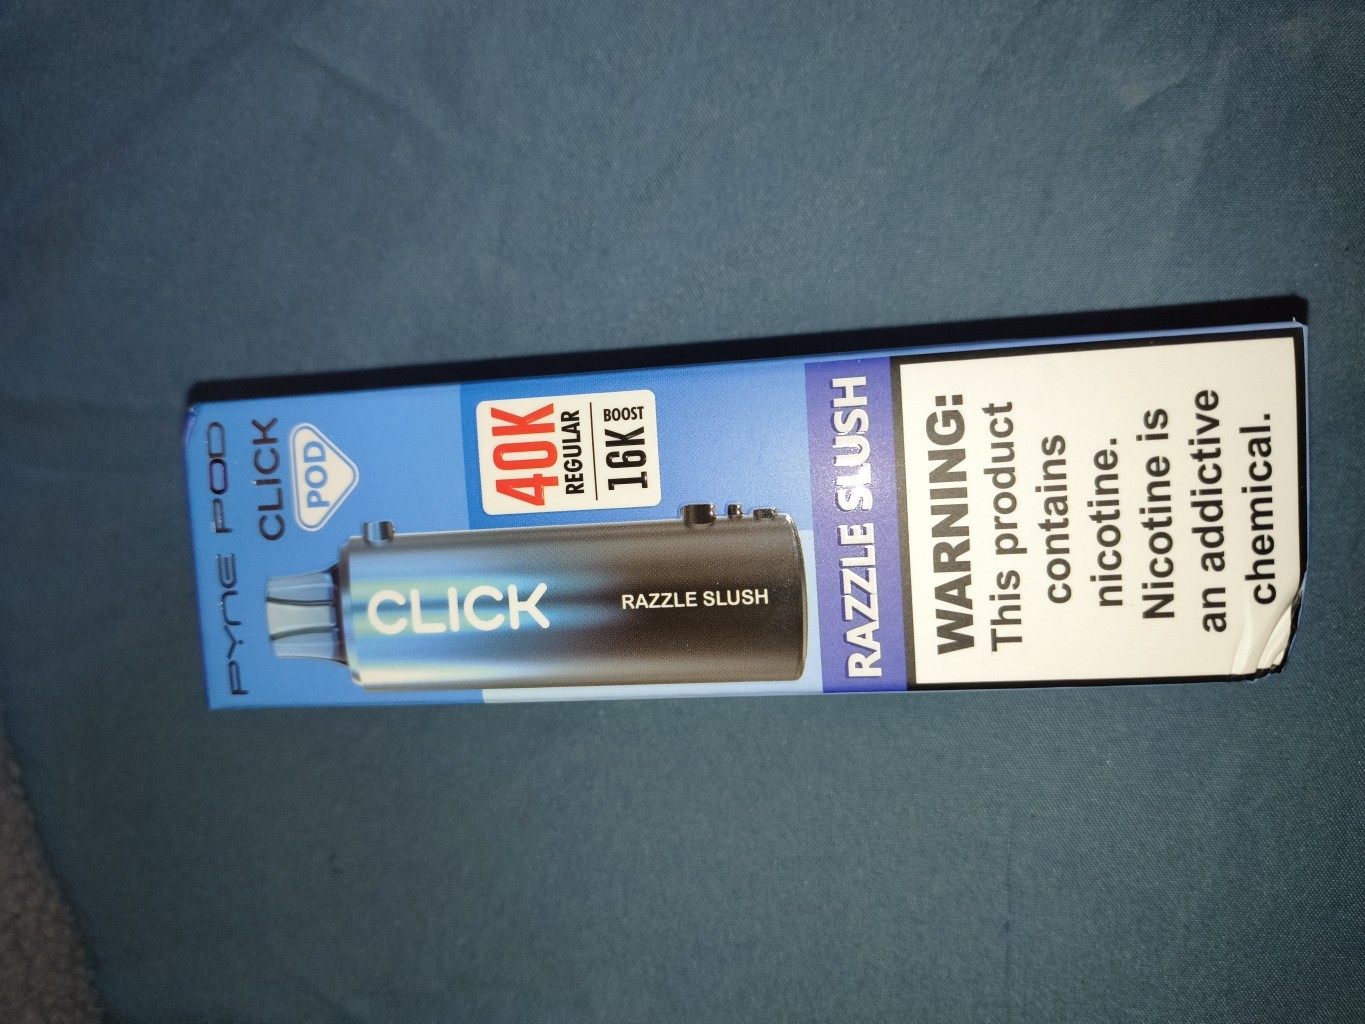 PYNE POD
CLICK
POD
40K
REGULAR
16K BOOST
CLICK
RAZZLE SLUSH
RAZZLE SLUSH
WARNING:
This product
contains
nicotine.
Nicotine is
an addictive
chemical.